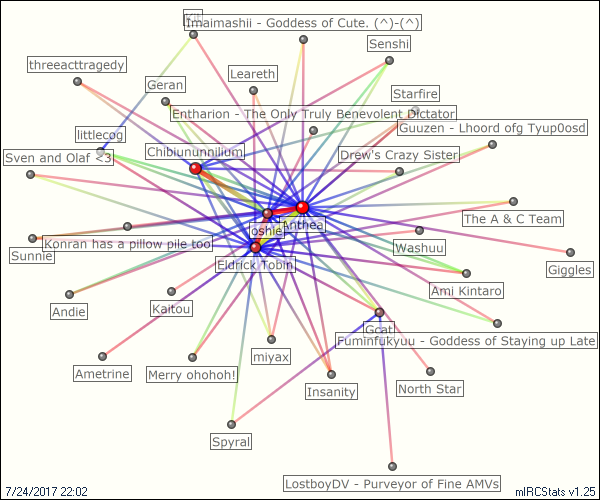 Kif
Imaimashii - Goddess of Cute. (^)-(^)
Senshi
threeacttragedy
Leareth
Geran
Starfire
Entharion - The Only Truly Benevolent Dictator
Guuzen - Lhoord ofg Tyup0osd
littlecog
Chibiununnilium
Sven and Olaf <3
Drew's Crazy Sister
The A & C Team
oshie
Anthea
Konran has a pillow pile too
Washuu
Sunnie
Eldrick Tobin
Giggles
Ami Kintaro
Andie
Kaitou
Gcat
Fuminfukyuu - Goddess of Staying up Late
miyax
Ametrine
Merry ohohoh!
Insanity
North Star
Spyral
LostboyDV - Purveyor of Fine AMVs
7/24/2017 22:02
mIRCStats v1.25